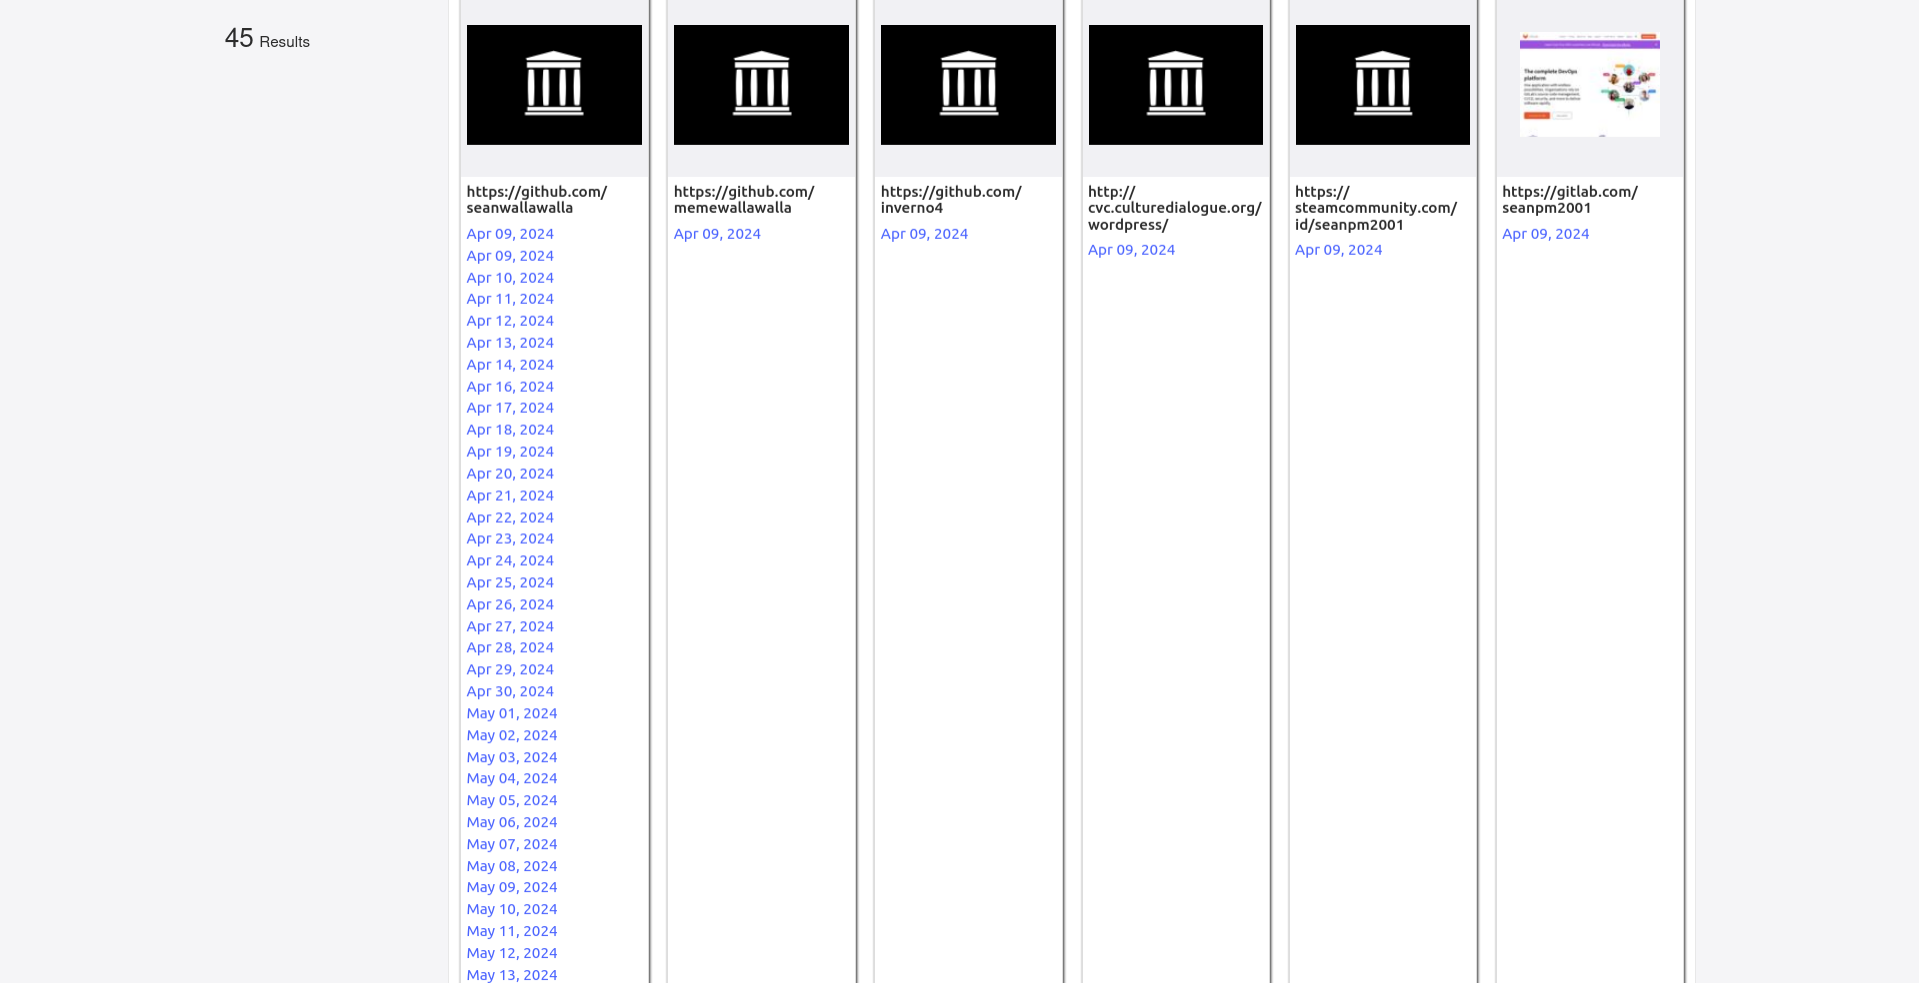 45 Results
https://github.com/
seanwallawalla
Apr 09, 2024
Apr 09, 2024
Apr 10, 2024
Apr 11, 2024
Apr 12, 2024
Apr 13, 2024
Apr 14, 2024
Apr 16, 2024
Apr 17, 2024
Apr 18, 2024
Apr 19, 2024
Apr 20, 2024
Apr 21, 2024
Apr 22, 2024
Apr 23, 2024
Apr 24, 2024
Apr 25, 2024
Apr 26, 2024
Apr 27, 2024
Apr 28, 2024
Apr 29, 2024
Apr 30, 2024
May 01, 2024
May 02, 2024
May 03, 2024
May 04, 2024
May 05, 2024
May 06, 2024
May 07, 2024
May 08, 2024
May 09, 2024
May 10, 2024
May 11, 2024
May 12, 2024
May 13, 2024
https://github.com/
memewallawalla
Apr 09, 2024
https://github.com/
inverno4
Apr 09, 2024
http://
cvc.culturedialogue.org/
wordpress/
Apr 09, 2024
https://
steamcommunity.com/
id/seanpm2001
Apr 09, 2024
The complete DevOps
platform
https://gitlab.com/
seanpm2001
Apr 09, 2024